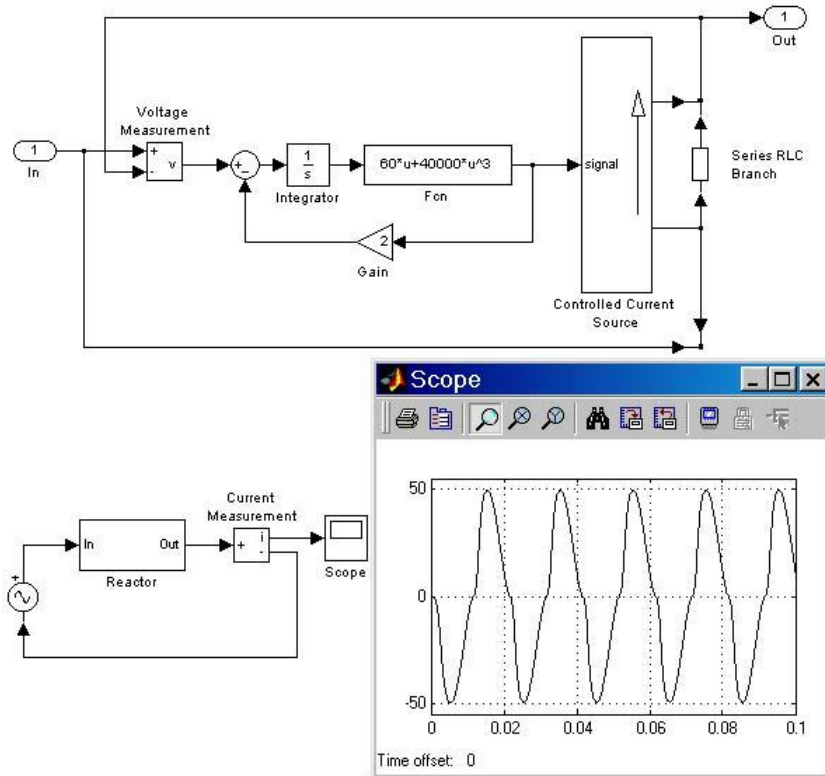 1
Out
Voltage
Measurement
1
In
+
-
v
+
-
1
s
Integrator
60*u+40000*u^3
Fcn
signal
Series RLC
Branch
2
Gain
Controlled Current
Source
Scope
Current
Measurement
In
Out
Reactor
+
i
-
Scope
+
50
0
-50
0
0.02
0.04
0.06
0.08
0.1
Time offset: 0